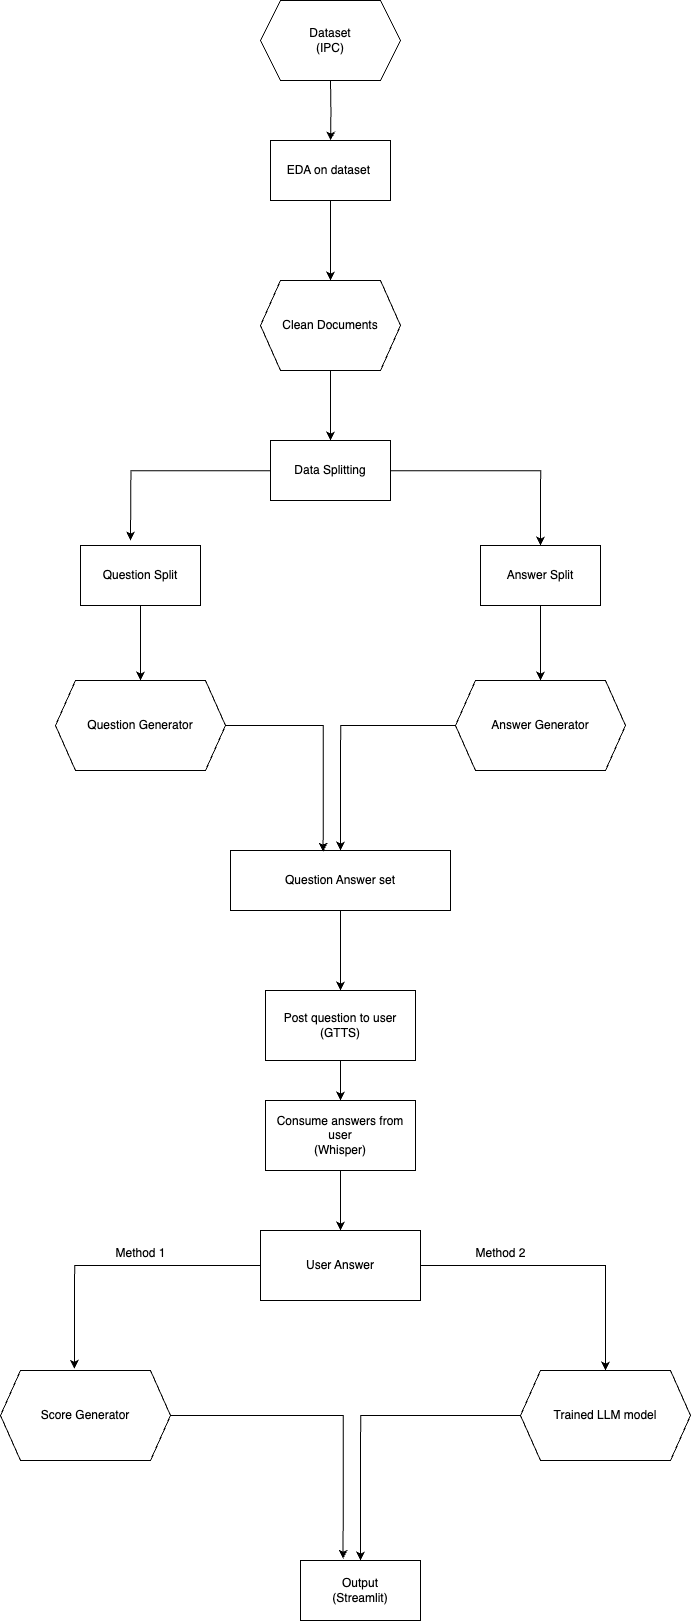 Dataset
(IPC)
EDA on dataset
Clean Documents
Data Splitting
Question Split
Answer Split
Question Generator
Answer Generator
Question Answer set
Post question to user
(GTTS)
Consume answers from
user
(Whisper)
Method 1
User Answer
Method 2
Score Generator
Trained LLM model
Output
(Streamlit)